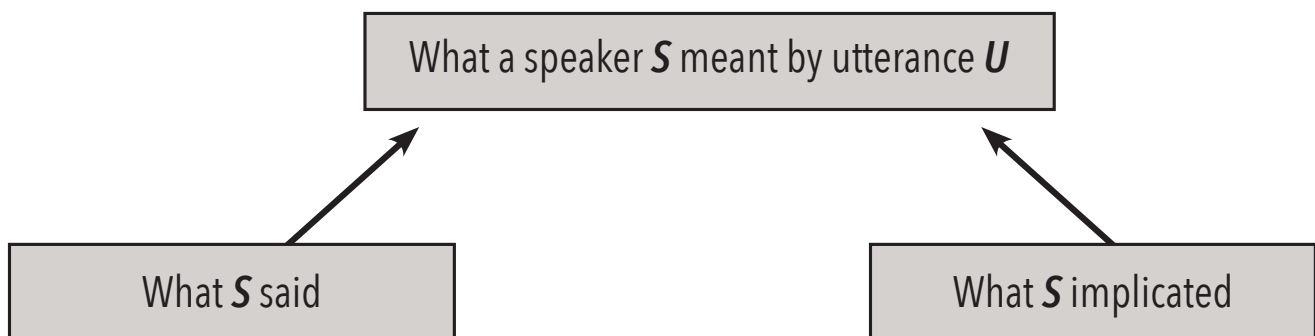 What a speaker S meant by utterance U
What S said
What S implicated